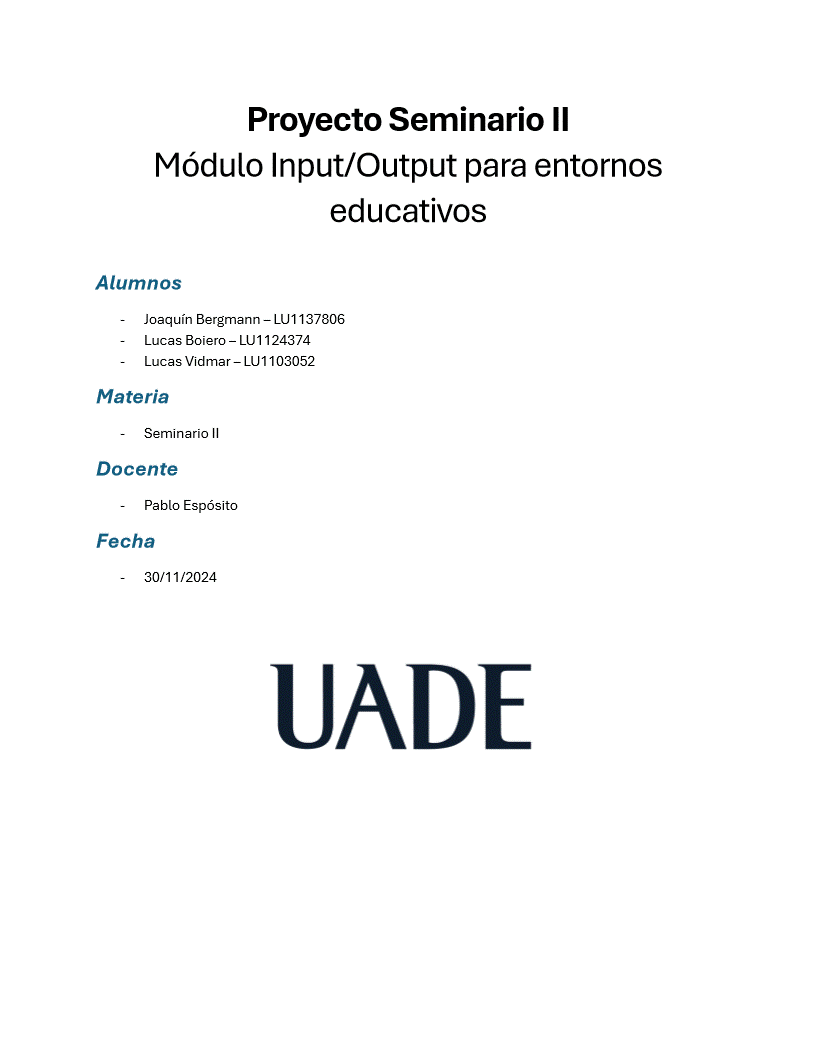 Proyecto Seminario II
Módulo Input/Output para entornos
educativos
Alumnos
- Joaquín Bergmann – LU1137806
- Lucas Boiero – LU1124374
- Lucas Vidmar – LU1103052
Materia
- Seminario II
Docente
- Pablo Espósito
Fecha
- 30/11/2024
UADE